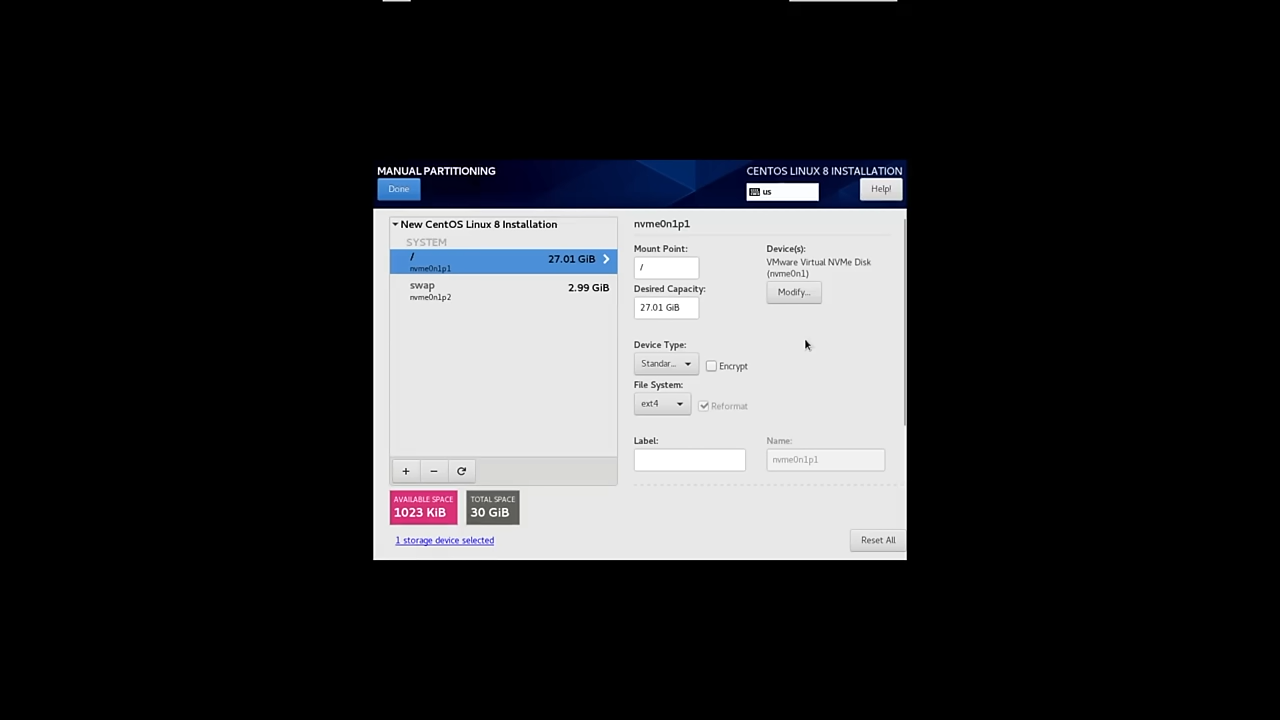 MANUAL PARTITIONING
CENTOS LINUX 8 INSTALLATION
Done
us
Help!
New CentOS Linux 8 Installation
SYSTEM
/
27.01 GiB
nvme0n1p1
swap
2.99 GiB
nvme0n1p2
AVAILABLE SPACE
1023 KiB
TOTAL SPACE
30 GiB
1 storage device selected
nvme0n1p1
Mount Point:
/
Device(s):
VMware Virtual NVMe Disk
(nvme0n1)
Modify...
Desired Capacity:
27.01 GiB
Device Type:
Standar...
Encrypt
File System:
ext4
Reformat
Label:
Name:
nvme0n1p1
Reset All